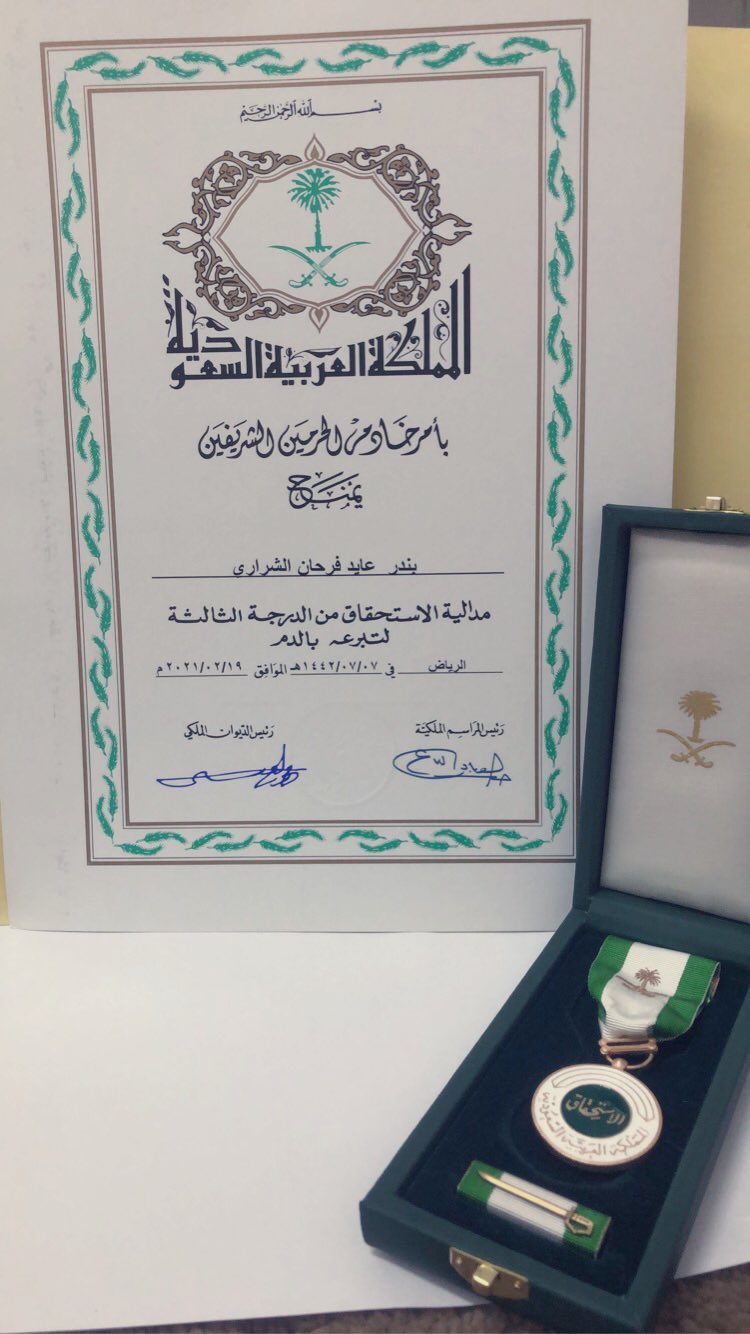 بسم الله الرحمن الرحيم
المملكة العربية السعودية
بأمر خادم الحرمين الشريفين
يمنح
بندر عايد فرحان الشراري
مدالية الاستحقاق من الدرجة الثالثة
لتبرعه بالدم
الرياض في ١٤٤٢/٠٧/٠٧هـ الموافق ٢٠٢١/٠٢/١٩م
رئيس المراسم الملكية
رئيس الديوان الملكي
الاستحقاق
المملكة العربية السعودية